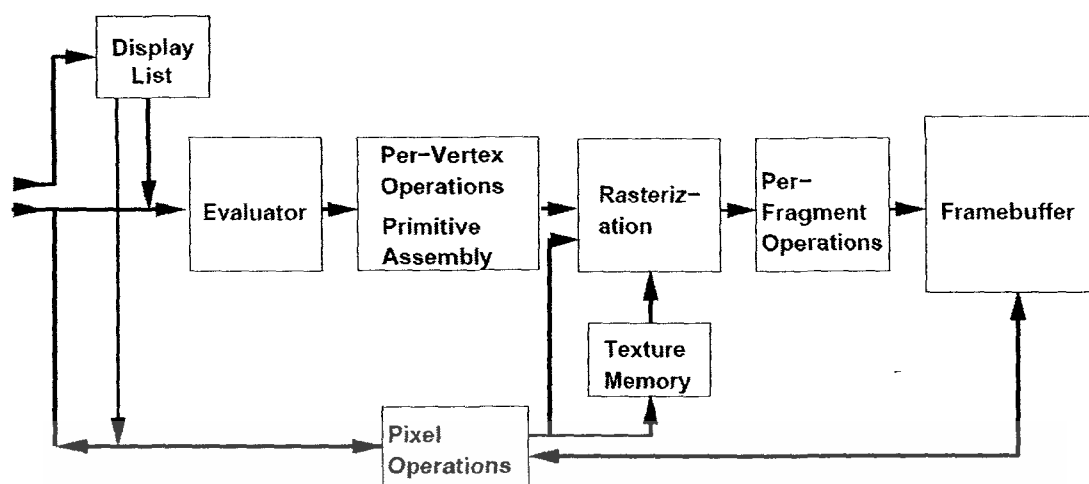 Display
List
Evaluator
Per-Vertex
Operations
Primitive
Assembly
Rasteriz-
ation
Per-
Fragment
Operations
Framebuffer
Texture
Memory
Pixel
Operations